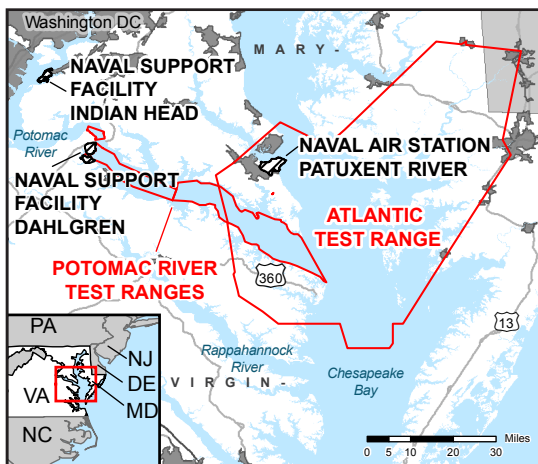 Washington DC
MARY-
NAVAL SUPPORT
FACILITY
INDIAN HEAD
Potomac
River
NAVAL AIR STATION
PATUXENT RIVER
NAVAL SUPPORT
FACILITY
DAHLGREN
ATLANTIC
TEST RANGE
POTOMAC RIVER
TEST RANGES
360
13
PA
NJ
DE
MD
VA
NC
Rappahannock
River
VIRGIN-
Chesapeake
Bay
Miles
0 5 10 20 30